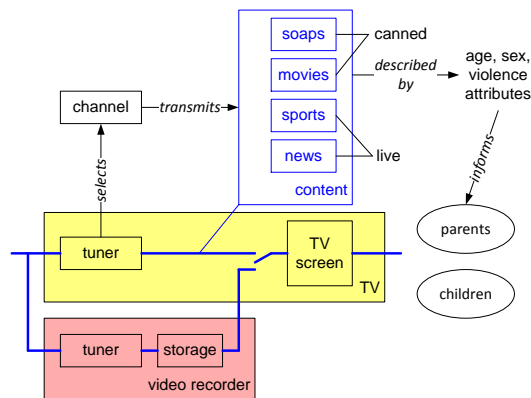 soaps
canned
movies
described
by
age, sex,
violence
attributes
channel
transmits
sports
news
live
content
selects
informs
parents
tuner
TV
screen
TV
children
tuner
storage
video recorder